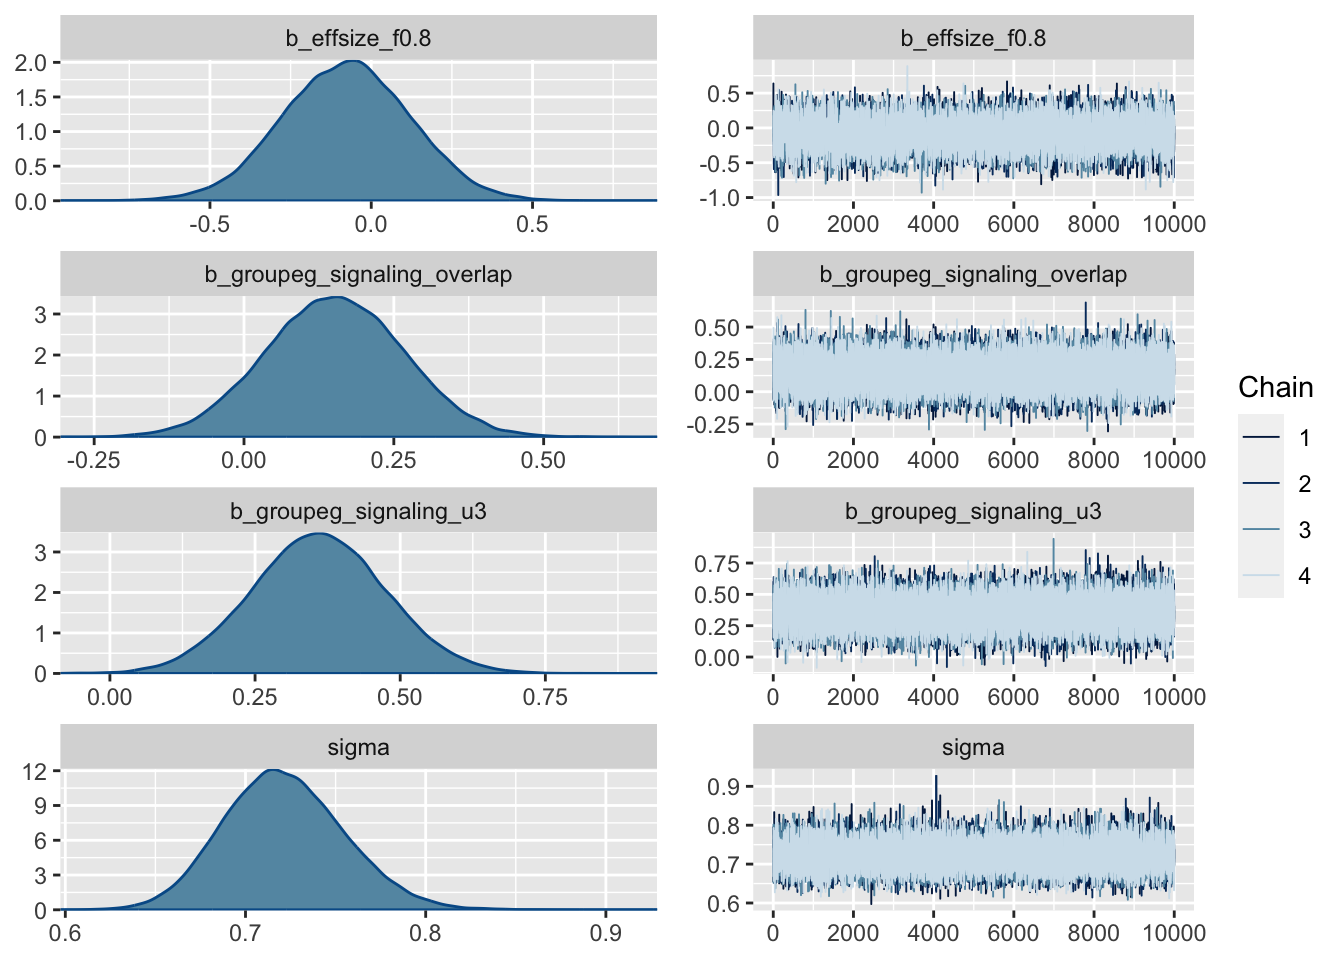 b_effsize_f0.8
2.0
1.5
1.0
0.5
0.0
-0.5 0.0 0.5
b_effsize_f0.8
0.5
0.0
-0.5
-1.0
0 2000 4000 6000 8000 10000
b_groupeg_signaling_overlap
3
2
1
0
-0.25 0.00 0.25 0.50
b_groupeg_signaling_overlap
0.50
0.25
0.00
-0.25
0 2000 4000 6000 8000 10000
b_groupeg_signaling_u3
3
2
1
0
0.00 0.25 0.50 0.75
b_groupeg_signaling_u3
0.75
0.50
0.25
0.00
0 2000 4000 6000 8000 10000
sigma
12
9
6
3
0
0.6 0.7 0.8 0.9
sigma
0.9
0.8
0.7
0.6
0 2000 4000 6000 8000 10000
Chain
1
2
3
4